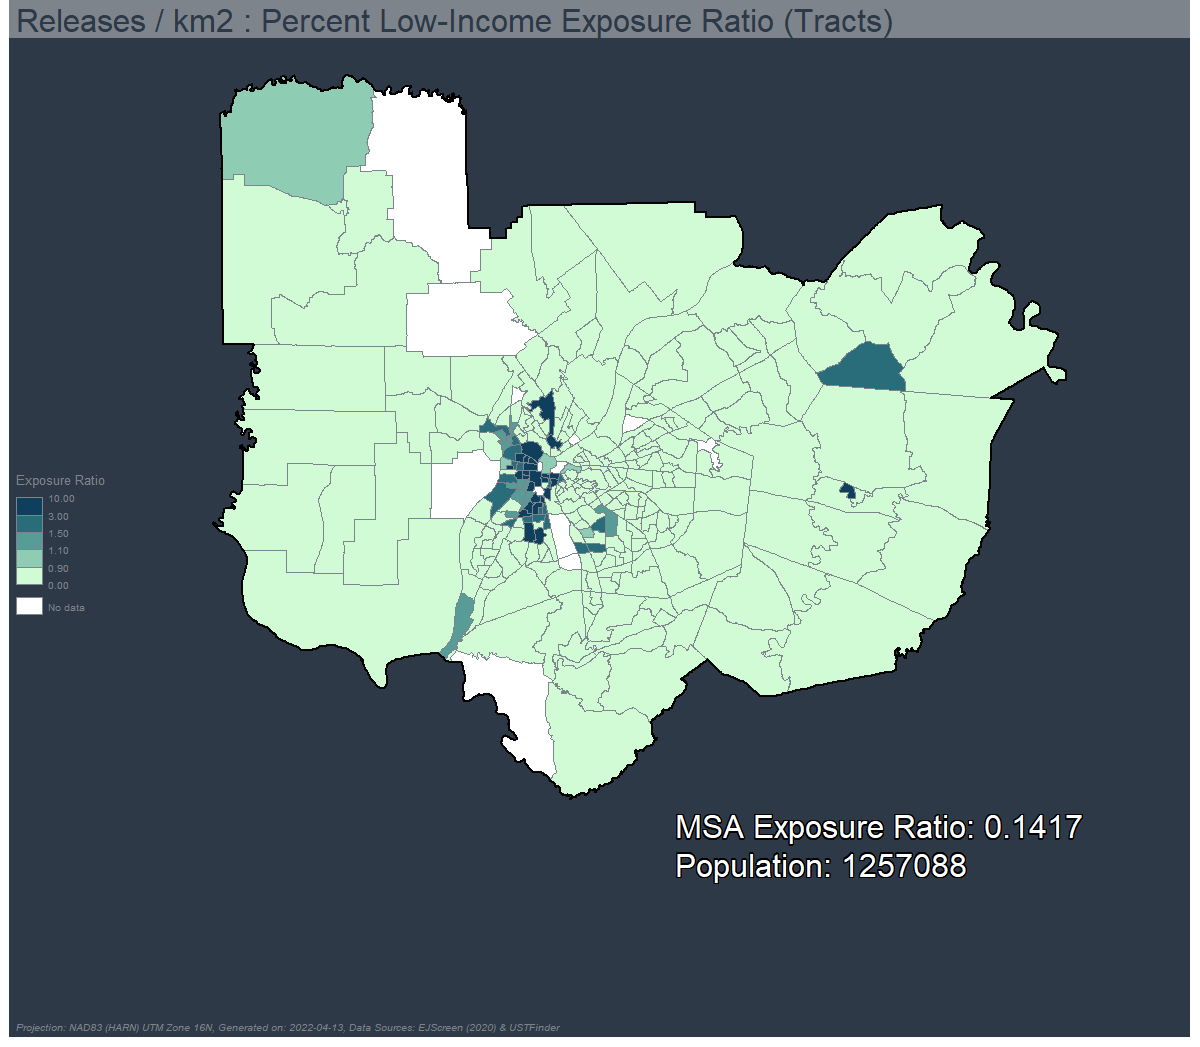 Releases / km2 : Percent Low-Income Exposure Ratio (Tracts)
Exposure Ratio
10.00
3.00
1.50
1.10
0.90
0.00
No data
MSA Exposure Ratio: 0.1417
Population: 1257088
Projection: NAD83 (HARN) UTM Zone 16N, Generated on: 2022-04-13, Data Sources: EJScreen (2020) & USTFinder